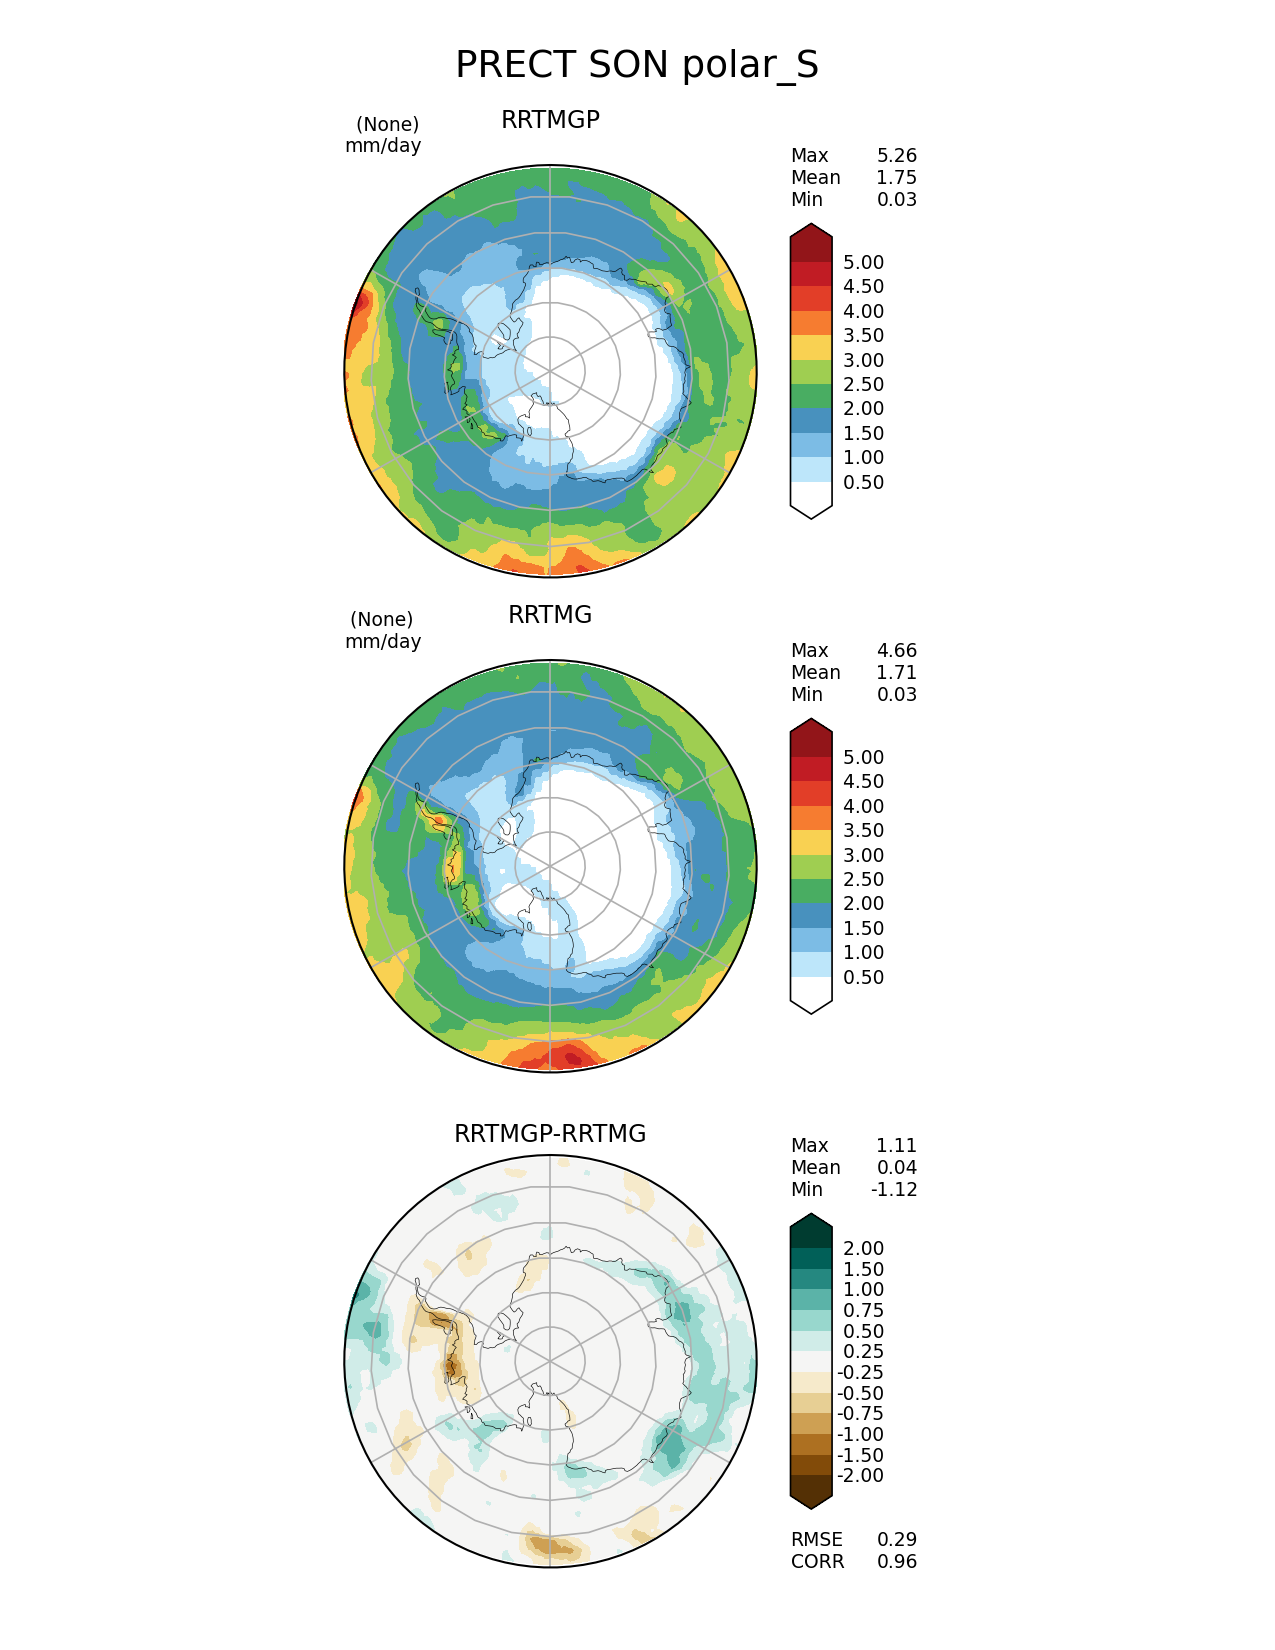 PRECT SON polar_S
RRTMGP
(None)
mm/day
Max 5.26
Mean 1.75
Min 0.03
5.00
4.50
4.00
3.50
3.00
2.50
2.00
1.50
1.00
0.50
RRTMG
(None)
mm/day
Max 4.66
Mean 1.71
Min 0.03
5.00
4.50
4.00
3.50
3.00
2.50
2.00
1.50
1.00
0.50
RRTMGP-RRTMG
Max 1.11
Mean 0.04
Min -1.12
2.00
1.50
1.00
0.75
0.50
0.25
-0.25
-0.50
-0.75
-1.00
-1.50
-2.00
RMSE 0.29
CORR 0.96